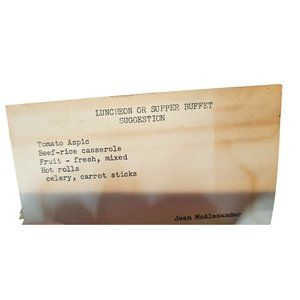 LUNCHEON OR SUPPER BUFFET
SUGGESTION
Tomato Aspic
Beef-rice casserole
Fruit - fresh, mixed
Hot rolls
celery, carrot sticks
Jean McAlexander